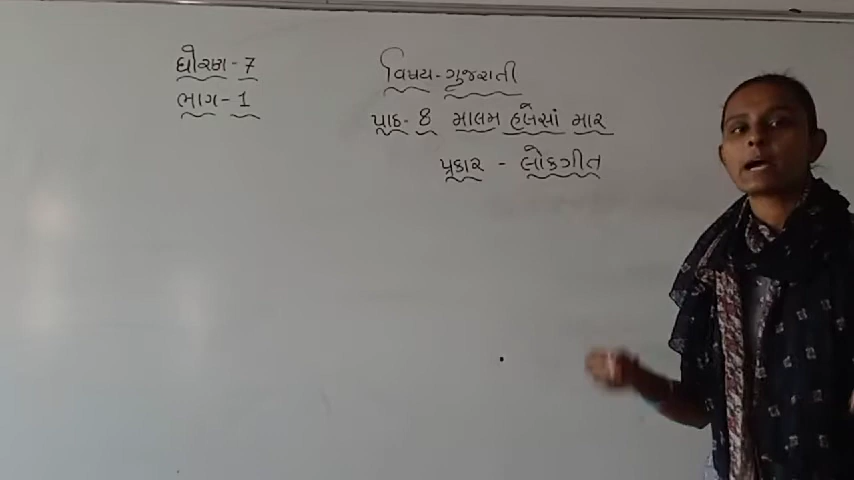 ધોરણ - 7
ભાગ - 1
વિષય - ગુજરાતી
પાઠ - 8 માલમ હલેસાં માર
પ્રકાર - લોકગીત